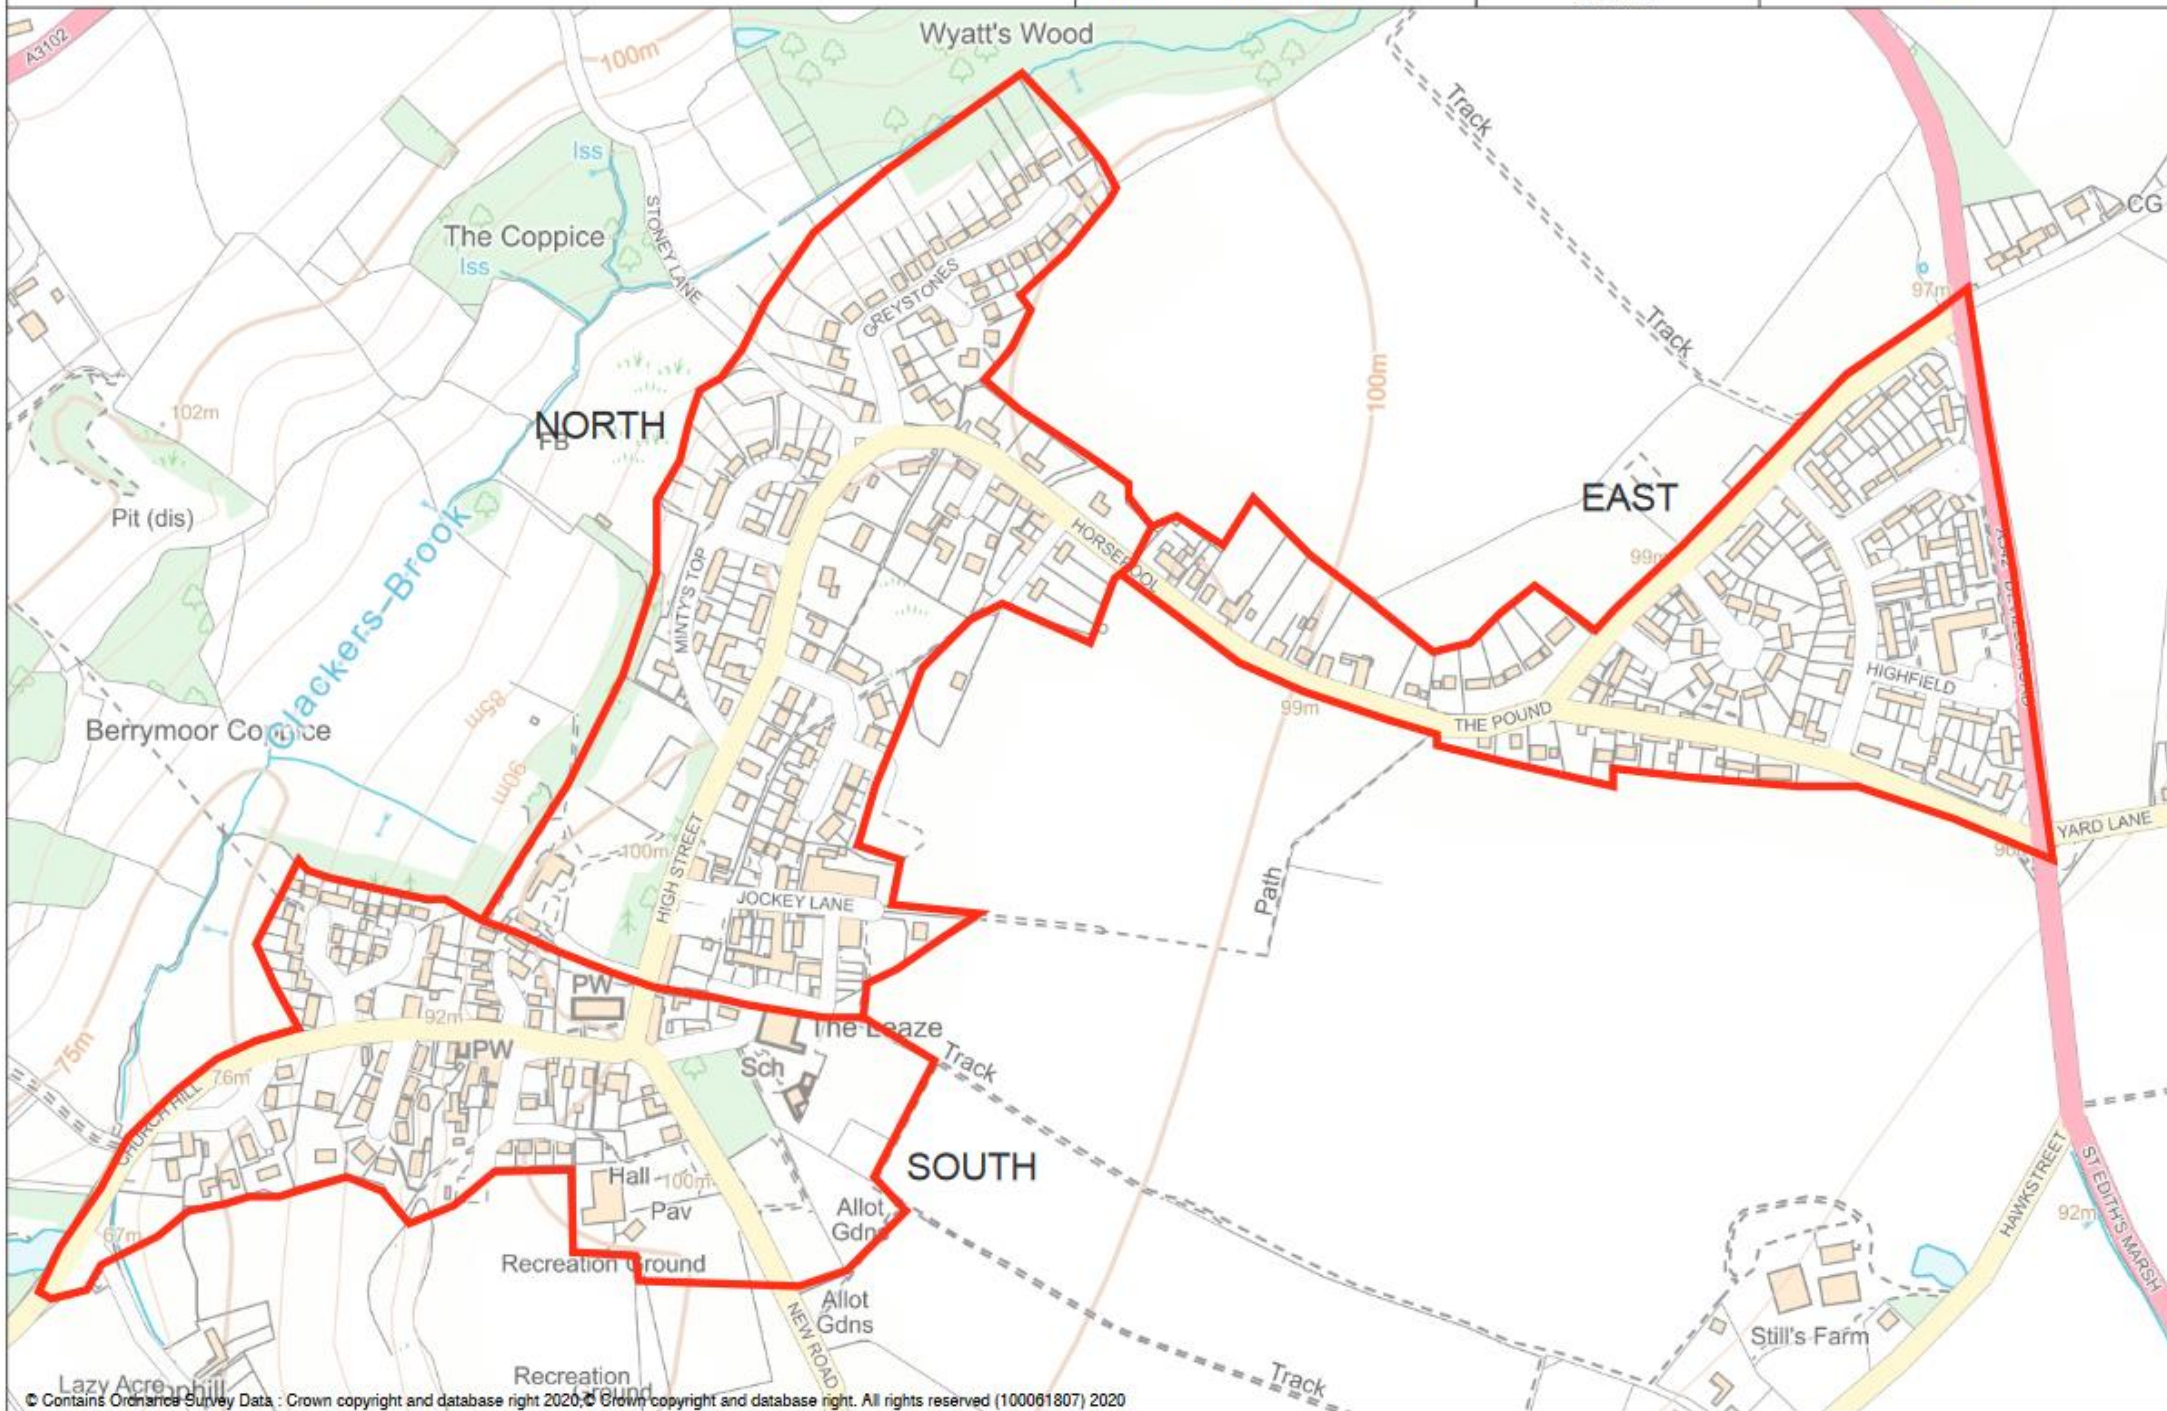 Wyatt's Wood
A3102
100m
Track
Iss
STONEY LANE
CG
The Coppice
Iss
GREYSTONES
97m
Track
100m
102m
NORTH
FB
EAST
Pit (dis)
HORSEPOOL
99m
MINTY'S TOP
Clackers-Brook
HIGHFIELD
85m
99m
THE POUND
Berrymoor Coppice
90m
YARD LANE
100m
HIGH STREET
JOCKEY LANE
Path
PW
92m
The Leaze
PW
Track
75m
Sch
76m
CHURCH HILL
SOUTH
HAWKSTREET
ST EDITH'S MARSH
Hall
100m
Pav
Allot
Gdns
92m
67m
Recreation Ground
Allot
Gdns
NEW ROAD
Still's Farm
Lazy Acre
Recreation
Ground
Track
© Contains Ordnance Survey Data : Crown copyright and database right 2020,© Crown copyright and database right. All rights reserved (100061807) 2020